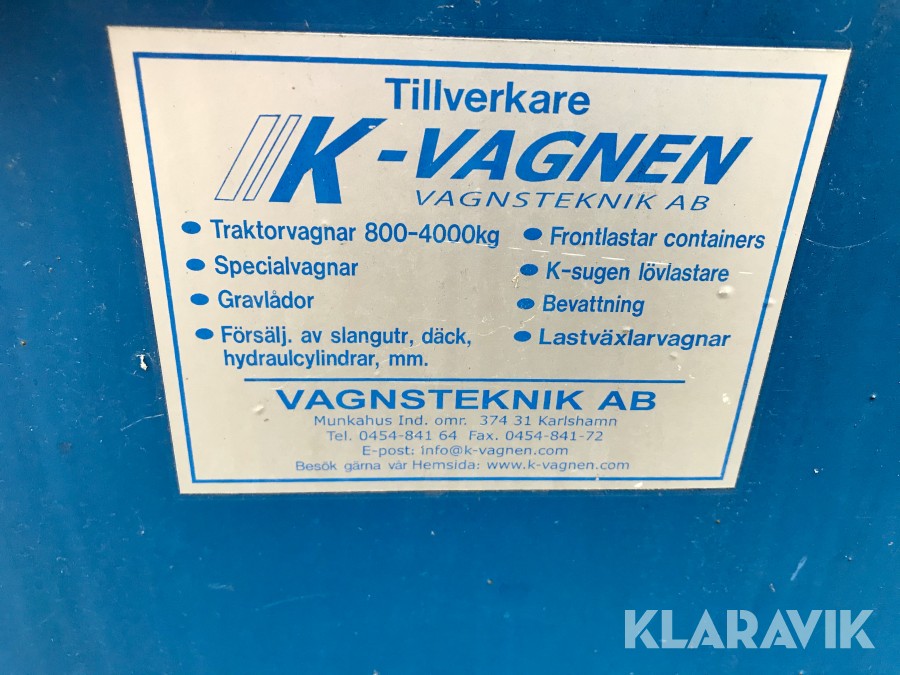 Tillverkare
K-VAGNEN
VAGNSTEKNIK AB
• Traktorvagnar 800-4000kg
• Specialvagnar
• Gravlådor
• Försälj. av slangutr, däck,
hydraulcylindrar, mm.
• Frontlastar containers
• K-sugen lövlastare
• Bevattning
• Lastväxlarvagnar
VAGNSTEKNIK AB
Munkahus Ind. omr. 374 31 Karlshamn
Tel. 0454-841 64 Fax. 0454-841-72
E-post: info@k-vagnen.com
Besök gärna vår Hemsida: www.k-vagnen.com
KLARAVIK